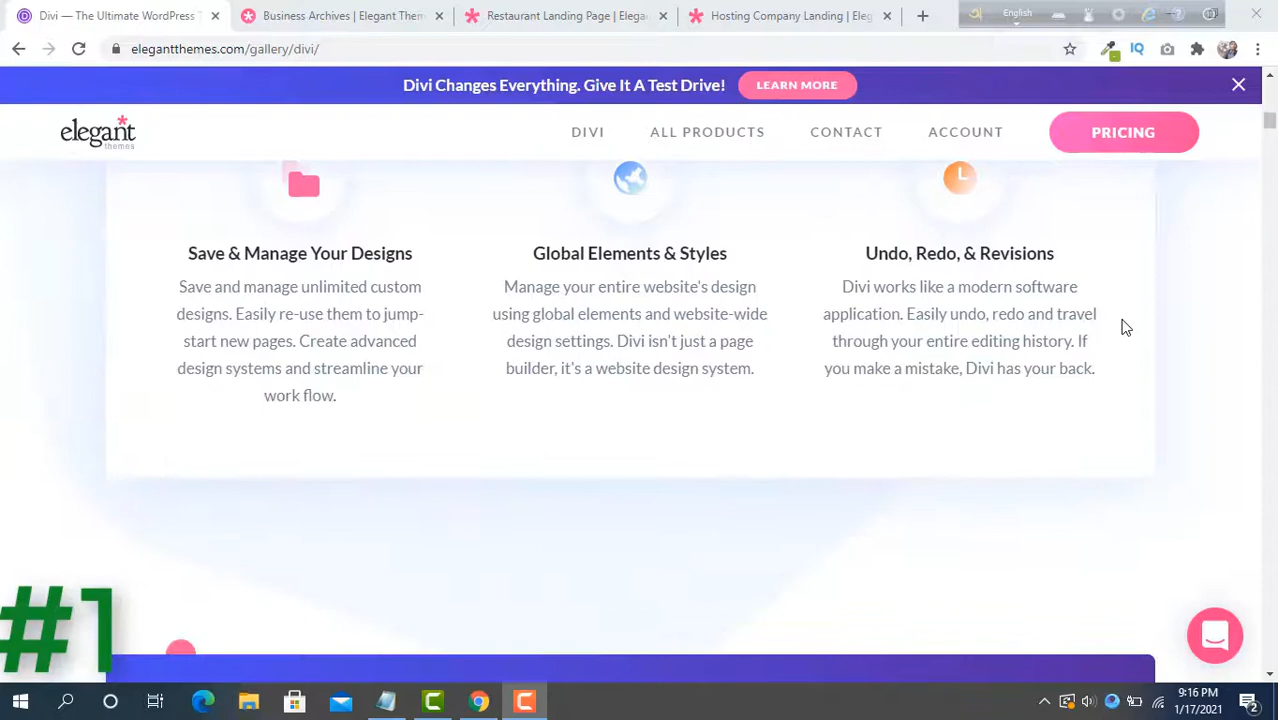 Divi — The Ultimate WordPress T
Business Archives | Elegant Them
Restaurant Landing Page | Elega
Hosting Company Landing | Eleg
English
elegantthemes.com/gallery/divi/
IQ
Divi Changes Everything. Give It A Test Drive!
LEARN MORE
elegant
themes
DIVI
ALL PRODUCTS
CONTACT
ACCOUNT
PRICING
Save & Manage Your Designs
Save and manage unlimited custom
designs. Easily re-use them to jump-
start new pages. Create advanced
design systems and streamline your
work flow.
Global Elements & Styles
Manage your entire website's design
using global elements and website-wide
design settings. Divi isn't just a page
builder, it's a website design system.
Undo, Redo, & Revisions
Divi works like a modern software
application. Easily undo, redo and travel
through your entire editing history. If
you make a mistake, Divi has your back.
#1
9:16 PM
1/17/2021
2